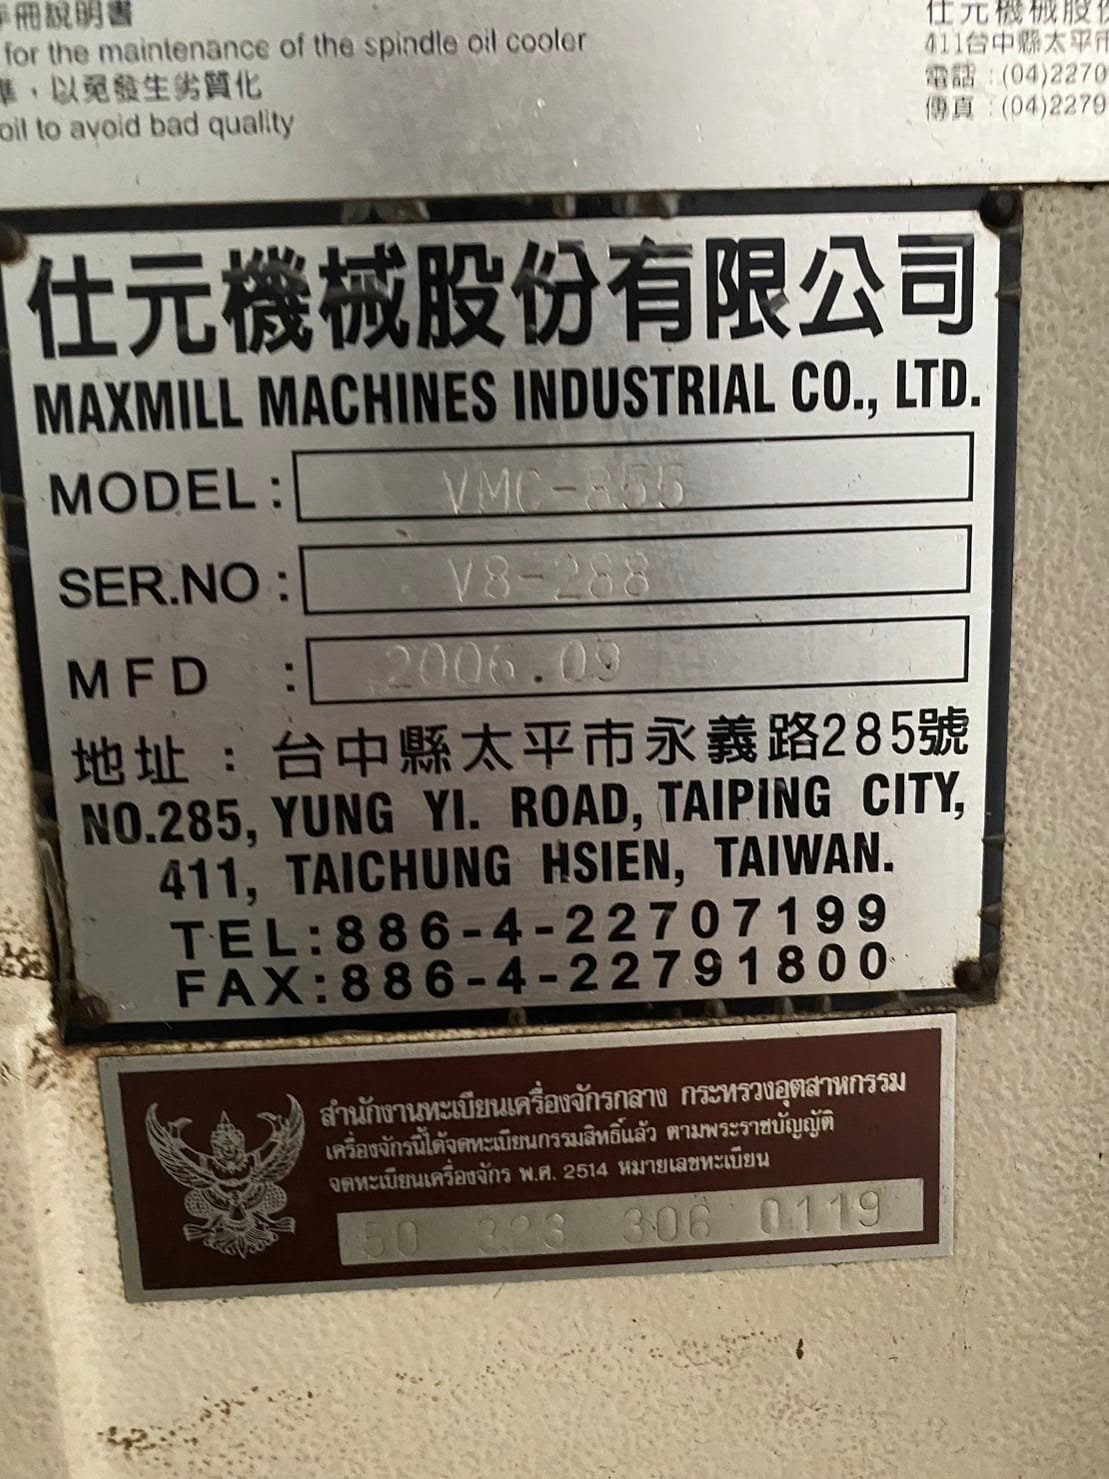 冊說明書
for the maintenance of the spindle oil cooler
準，以免發生劣質化
oil to avoid bad quality
仕元機械股份
411台中縣太平市
電話：(04)2270
傳真：(04)2279
仕元機械股份有限公司
MAXMILL MACHINES INDUSTRIAL CO., LTD.
MODEL: VMC-855
SER.NO: V8-288
MFD : 2006.09
地址：台中縣太平市永義路285號
NO.285, YUNG YI. ROAD, TAIPING CITY,
411, TAICHUNG HSIEN, TAIWAN.
TEL:886-4-22707199
FAX:886-4-22791800
สำนักงานทะเบียนเครื่องจักรกลาง กระทรวงอุตสาหกรรม
เครื่องจักรนี้ได้จดทะเบียนกรรมสิทธิ์แล้ว ตามพระราชบัญญัติ
จดทะเบียนเครื่องจักร พ.ศ. 2514 หมายเลขทะเบียน
50 323 306 0119